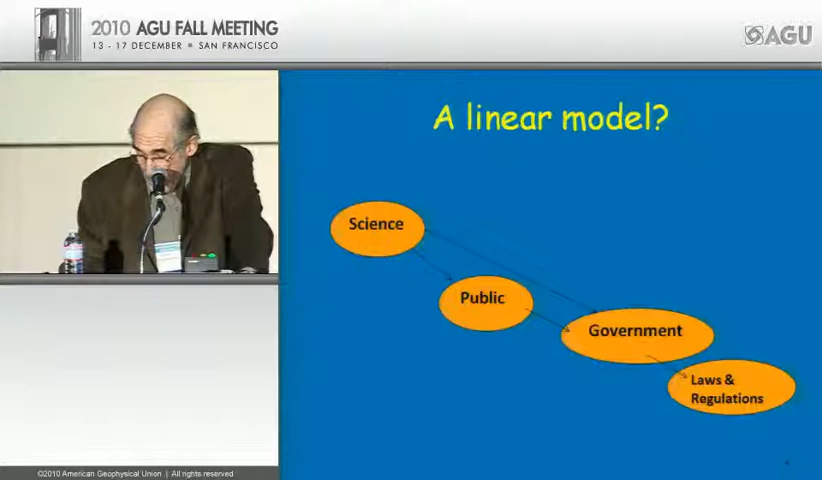 2010 AGU FALL MEETING
13 - 17 DECEMBER ■ SAN FRANCISCO
AGU
A linear model?
Science
Public
Government
Laws &
Regulations
©2010 American Geophysical Union | All rights reserved